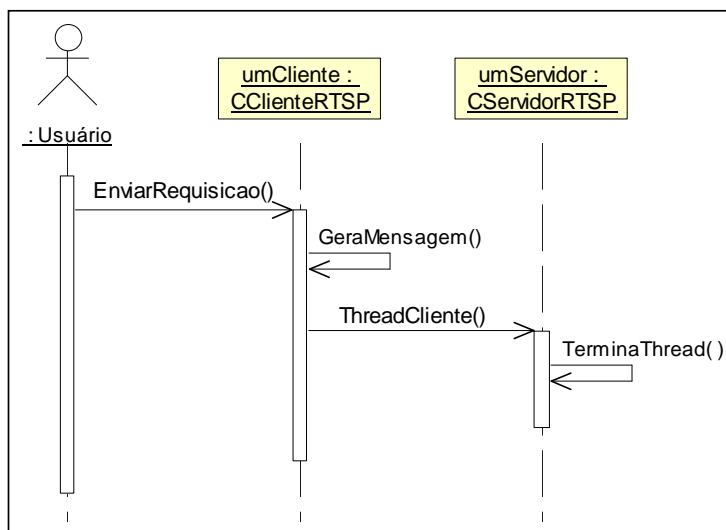 umCliente :
CClienteRTSP
umServidor :
CServidorRTSP
: Usuário
EnviarRequisicao()
GeraMensagem()
ThreadCliente()
TerminaThread( )